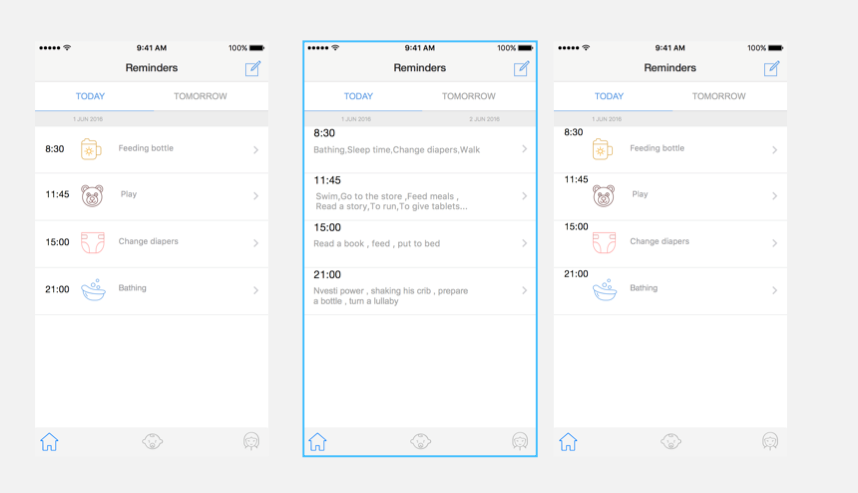 9:41 AM 100%
Reminders
TODAY TOMORROW
1 JUN 2018
8:30 Feeding bottle
11:45 Play
15:00 Change diapers
21:00 Bathing
9:41 AM 100%
Reminders
TODAY TOMORROW
1 JUN 2018 2 JUN 2018
8:30
Bathing,Sleep time,Change diapers,Walk
11:45
Swim,Go to the store ,Feed meals ,
Read a story,To run,To give tablets...
15:00
Read a book , feed , put to bed
21:00
Nvesti power , shaking his crib , prepare
a bottle , turn a lullaby
9:41 AM 100%
Reminders
TODAY TOMORROW
1 JUN 2018
8:30
Feeding bottle
11:45
Play
15:00
Change diapers
21:00
Bathing